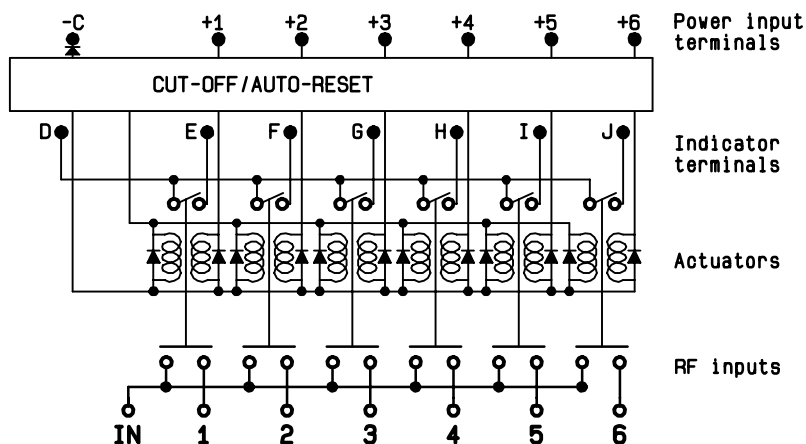 -C +1 +2 +3 +4 +5 +6 Power input
terminals
CUT-OFF/AUTO-RESET
D E F G H I J Indicator
terminals
Actuators
RF inputs
IN 1 2 3 4 5 6